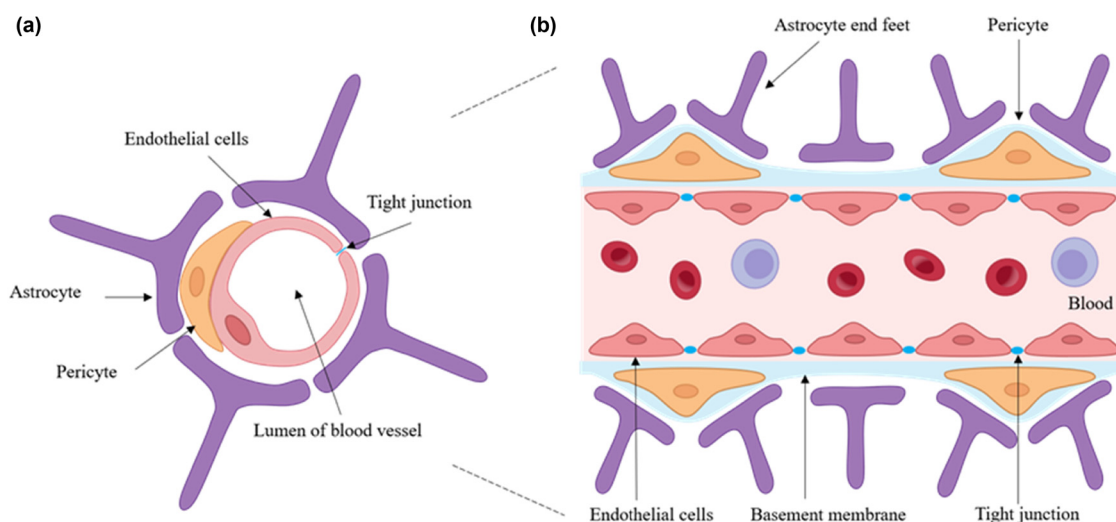 (a)
Endothelial cells
Tight junction
Astrocyte
Pericyte
Lumen of blood vessel
(b)
Astrocyte end feet
Pericyte
Blood
Endothelial cells
Basement membrane
Tight junction